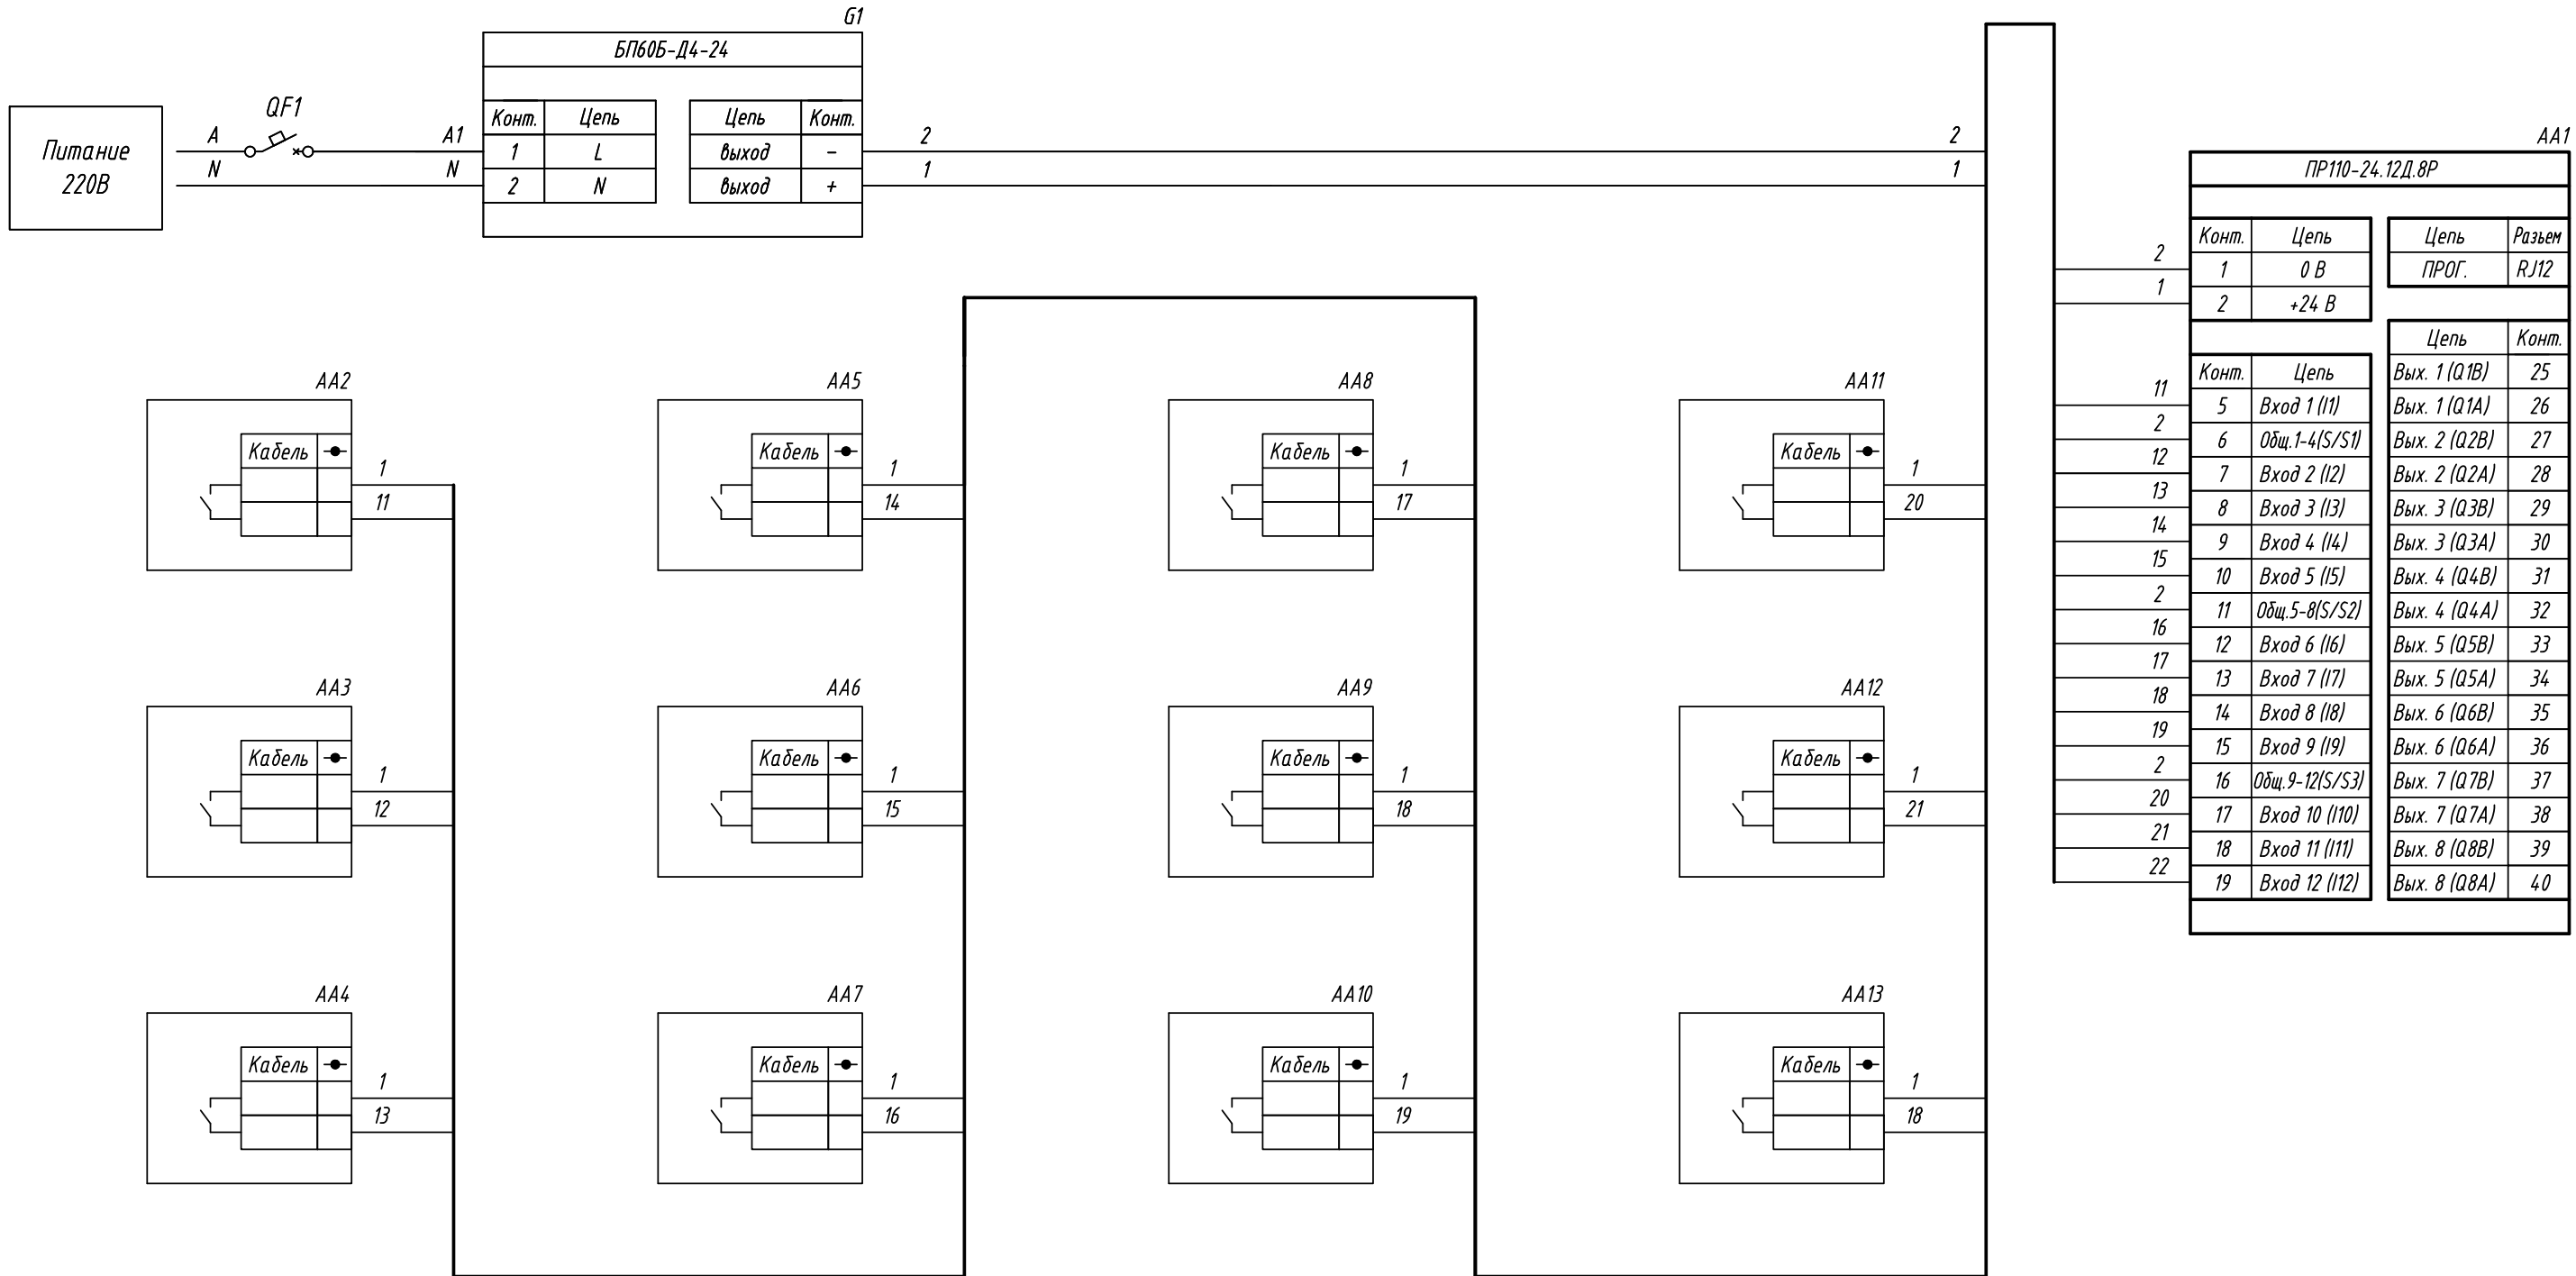 G1
БП60Б-Д4-24
Питание
220В
QF1
A
N
A1
N
Конт. Цепь
1 L
2 N
Цепь Конт.
выход -
выход +
2
1
2
1
AA1
ПР110-24.12Д.8Р
Конт. Цепь
1 0 В
2 +24 В
Цепь Разъем
ПРОГ. RJ12
2
1
Конт. Цепь
11 5 Вход 1 (I1)
2 6 Общ.1-4(S/S1)
12 7 Вход 2 (I2)
13 8 Вход 3 (I3)
14 9 Вход 4 (I4)
15 10 Вход 5 (I5)
2 11 Общ.5-8(S/S2)
16 12 Вход 6 (I6)
17 13 Вход 7 (I7)
18 14 Вход 8 (I8)
19 15 Вход 9 (I9)
2 16 Общ.9-12(S/S3)
20 17 Вход 10 (I10)
21 18 Вход 11 (I11)
22 19 Вход 12 (I12)
Цепь Конт.
Вых. 1 (Q1B) 25
Вых. 1 (Q1A) 26
Вых. 2 (Q2B) 27
Вых. 2 (Q2A) 28
Вых. 3 (Q3B) 29
Вых. 3 (Q3A) 30
Вых. 4 (Q4B) 31
Вых. 4 (Q4A) 32
Вых. 5 (Q5B) 33
Вых. 5 (Q5A) 34
Вых. 6 (Q6B) 35
Вых. 6 (Q6A) 36
Вых. 7 (Q7B) 37
Вых. 7 (Q7A) 38
Вых. 8 (Q8B) 39
Вых. 8 (Q8A) 40
AA2
Кабель
1
11
AA5
Кабель
1
14
AA8
Кабель
1
17
AA11
Кабель
1
20
AA3
Кабель
1
12
AA6
Кабель
1
15
AA9
Кабель
1
18
AA12
Кабель
1
21
AA4
Кабель
1
13
AA7
Кабель
1
16
AA10
Кабель
1
19
AA13
Кабель
1
18